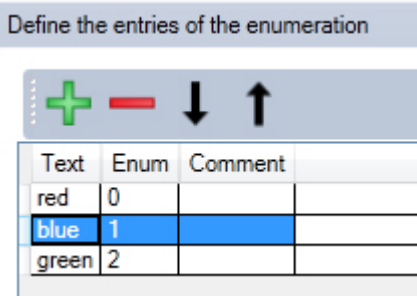 Define the entries of the enumeration
Text Enum Comment
red 0
blue 1
green 2